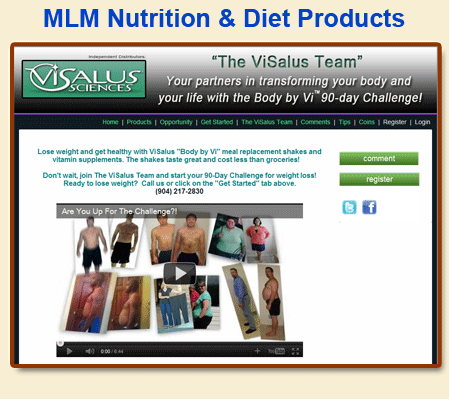 MLM Nutrition & Diet Products
Independent Distributors:
ViSALUS
SCIENCES
"The ViSalus Team"
Your partners in transforming your body and
your life with the Body by Vi™ 90-day Challenge!
Home | Products | Opportunity | Get Started | The ViSalus Team | Comments | Tips | Coins | Register | Login
Lose weight and get healthy with ViSalus "Body by Vi" meal replacement shakes and
vitamin supplements. The shakes taste great and cost less than groceries!
Don't wait, join The ViSalus Team and start your 90-Day Challenge for weight loss!
Ready to lose weight? Call us or click on the "Get Started" tab above.
(904) 217-2830
comment
register
Are You Up For The Challenge?!
0:00 / 6:44
YouTube